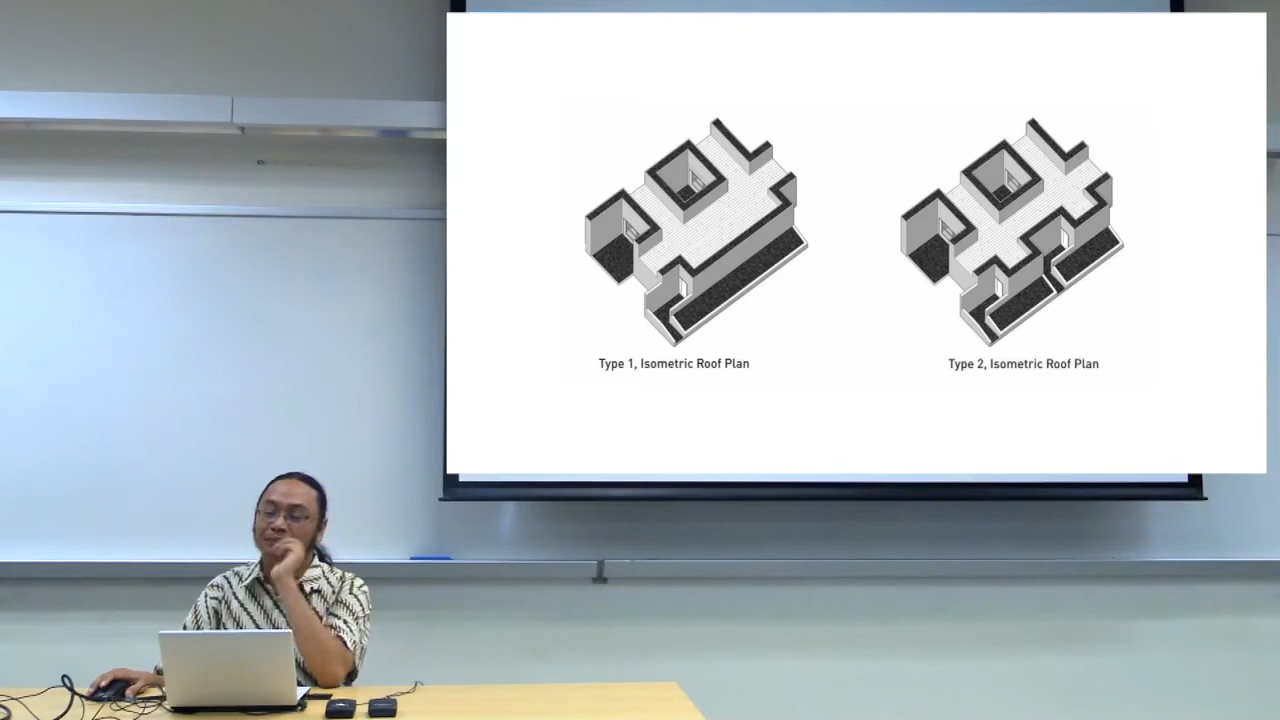 Type 1, Isometric Roof Plan
Type 2, Isometric Roof Plan